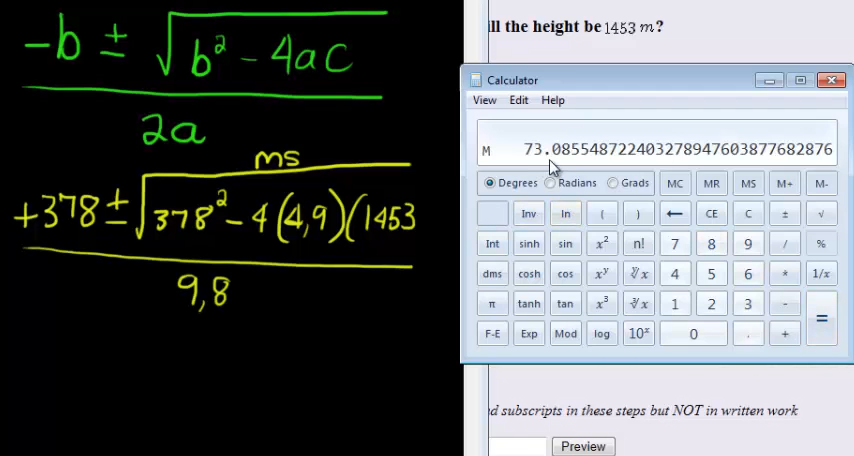 -b ± √b² - 4ac
2a
ms
+378 ± √378² - 4(4,9)(1453
9,8
ill the height be 1453 m?
Calculator
View Edit Help
M 73.085548722403278947603877682876
Degrees Radians Grads MC MR MS M+ M-
Inv ln ( ) ← CE C ± √
Int sinh sin x² n! 7 8 9 / %
dms cosh cos xʸ ʸ√x 4 5 6 * 1/x
π tanh tan x³ ³√x 1 2 3 - =
F-E Exp Mod log 10ˣ 0 . +
d subscripts in these steps but NOT in written work
Preview